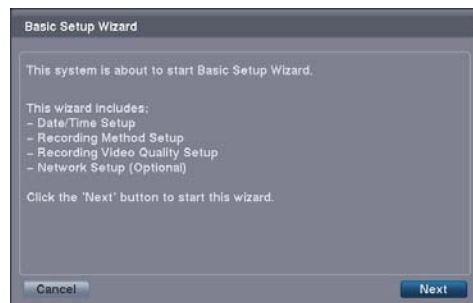 Basic Setup Wizard
This system is about to start Basic Setup Wizard.
This wizard includes:
– Date/Time Setup
– Recording Method Setup
– Recording Video Quality Setup
– Network Setup (Optional)
Click the 'Next' button to start this wizard.
Cancel
Next